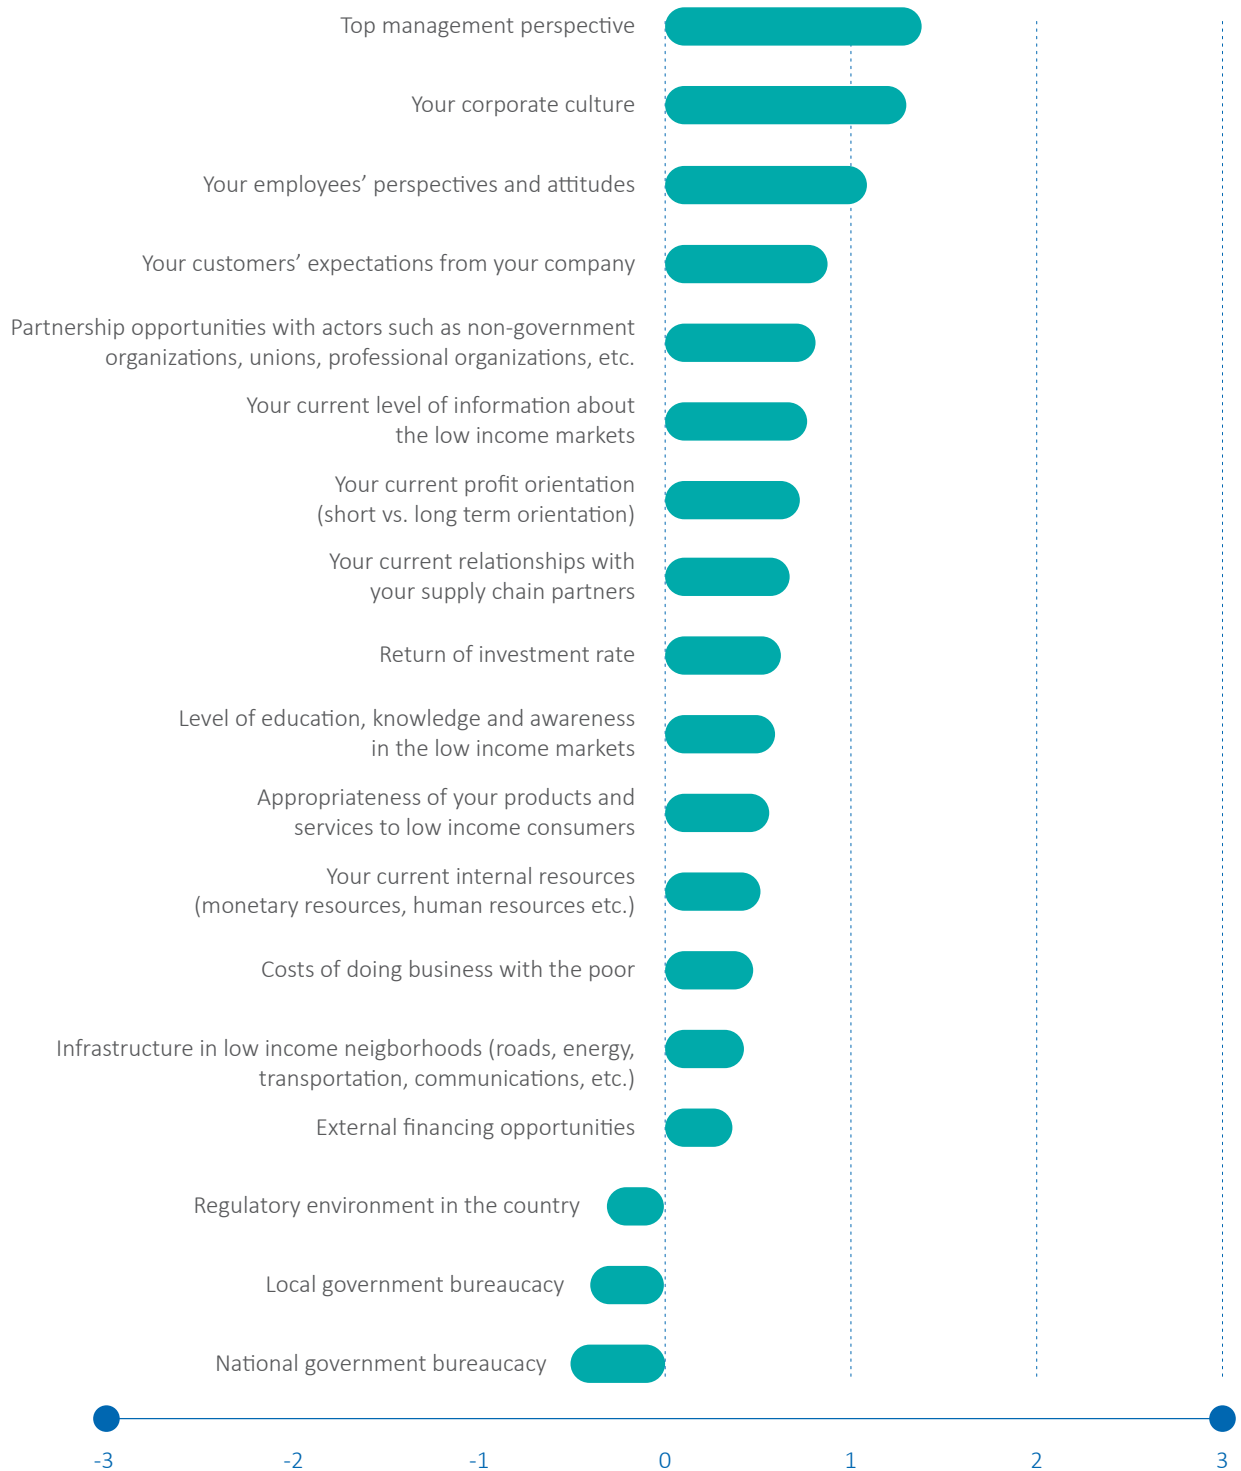 Top management perspective
Your corporate culture
Your employees’ perspectives and attitudes
Your customers’ expectations from your company
Partnership opportunities with actors such as non-government
organizations, unions, professional organizations, etc.
Your current level of information about
the low income markets
Your current profit orientation
(short vs. long term orientation)
Your current relationships with
your supply chain partners
Return of investment rate
Level of education, knowledge and awareness
in the low income markets
Appropriateness of your products and
services to low income consumers
Your current internal resources
(monetary resources, human resources etc.)
Costs of doing business with the poor
Infrastructure in low income neigborhoods (roads, energy,
transportation, communications, etc.)
External financing opportunities
Regulatory environment in the country
Local government bureaucacy
National government bureaucacy
-3 -2 -1 0 1 2 3